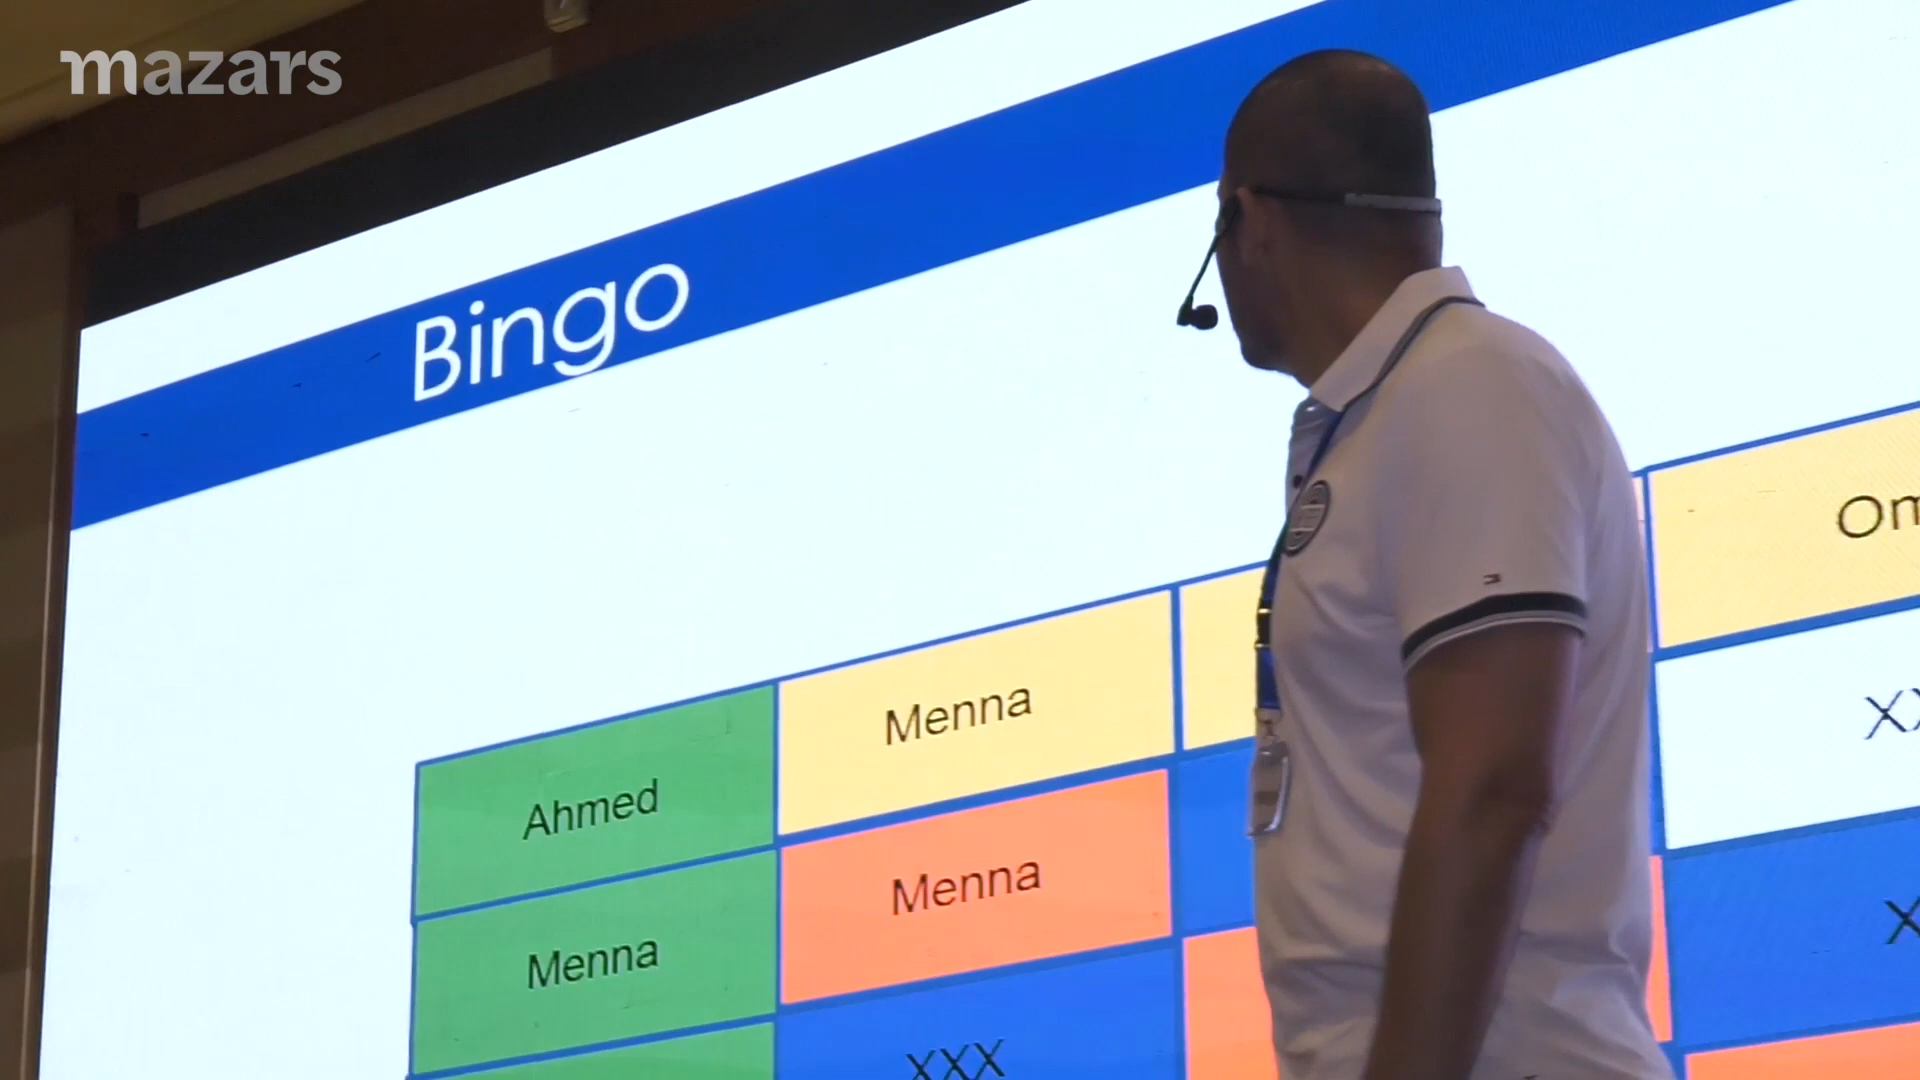 mazars
Bingo
Ahmed
Menna
Menna
Menna
XXX